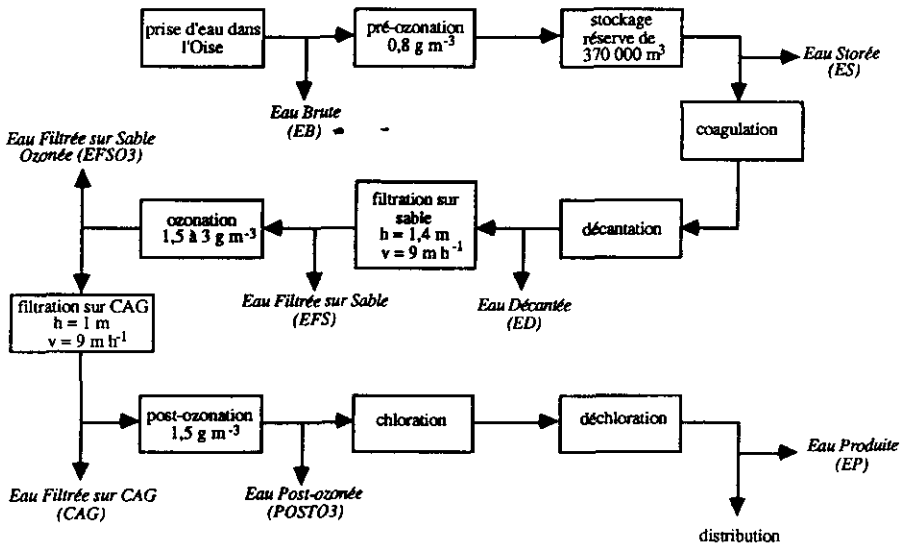 prise d'eau dans
l'Oise
pré-ozonation
0,8 g m⁻³
stockage
réserve de
370 000 m³
Eau Storée
(ES)
Eau Brute
(EB)
coagulation
Eau Filtrée sur Sable
Ozonée (EFSO3)
ozonation
1,5 à 3 g m⁻³
filtration sur
sable
h = 1,4 m
v = 9 m h⁻¹
décantation
Eau Filtrée sur Sable
(EFS)
Eau Décantée
(ED)
filtration sur CAG
h = 1 m
v = 9 m h⁻¹
post-ozonation
1,5 g m⁻³
chloration
déchloration
Eau Produite
(EP)
Eau Filtrée sur CAG
(CAG)
Eau Post-ozonée
(POSTO3)
distribution